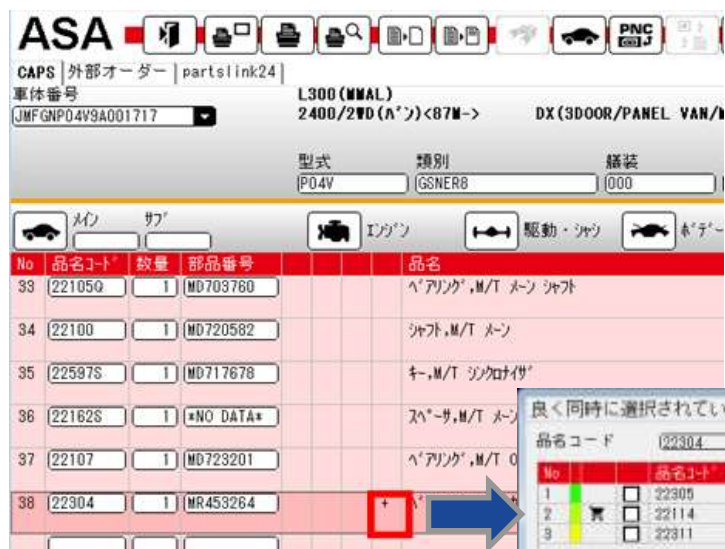 ASA
PNC
CAPS 外部オーダー partslink24
車体番号
L300(MMAL)
JMFGNP04V9A001717
2400/2WD(バン)<87M-> DX(3DOOR/PANEL VAN/
型式 類別 艤装
P04V GSNER8 000
メイン サブ
エンジン 駆動・シャシ ボデー
No 品名コード 数量 部品番号 品名
33 22105Q 1 MD703760 ベアリング,M/T メーン シャフト
34 22100 1 MD720582 シャフト,M/T メーン
35 22597S 1 MD717678 キー,M/T シンクロナイザ
36 22162S 1 *NO DATA* スペーサ,M/T メーン
37 22107 1 MD723201 ベアリング,M/T
38 22304 1 MR453264 +
良く同時に選択されてい
品名コード 22304
No 品名コード
1 22305
2 22114
3 22311